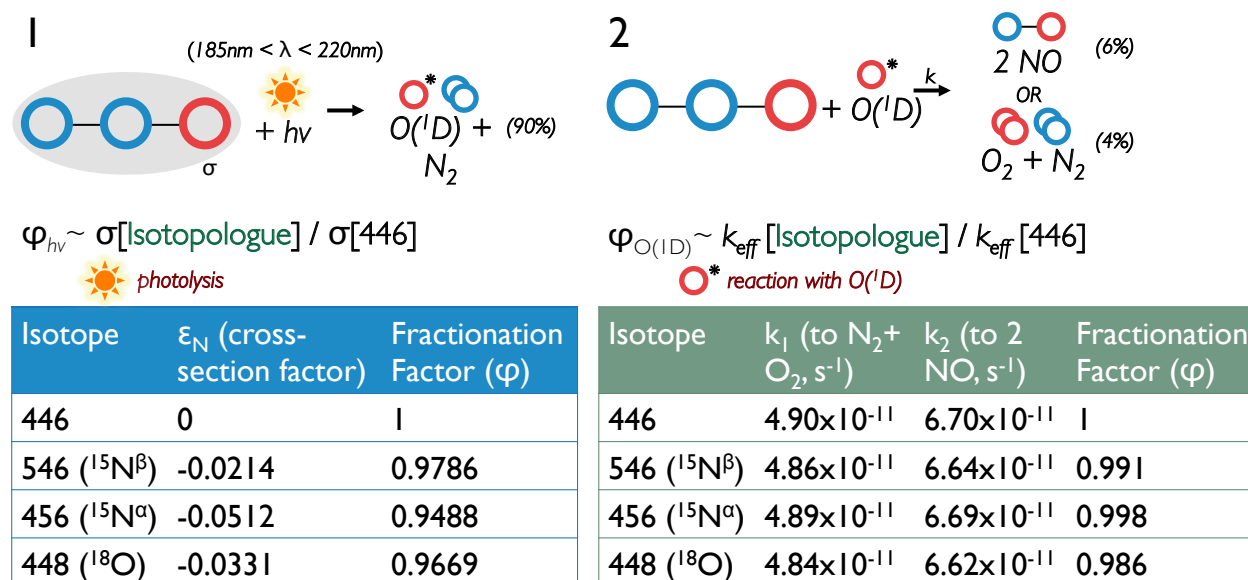 1
(185nm < λ < 220nm)
+ hv
*
O(¹D) +
(90%)
N₂
σ
φₕᵥ~ σ[Isotopologue] / σ[446]
photolysis
Isotope εN (cross-section factor) Fractionation Factor (φ)
446 0 1
546 (¹⁵Nᵝ) -0.0214 0.9786
456 (¹⁵Nᵅ) -0.0512 0.9488
448 (¹⁸O) -0.0331 0.9669
2
+ O(¹D)
*
k
2 NO
(6%)
OR
O₂ + N₂
(4%)
φO(1D)~ keff [Isotopologue] / keff [446]
* reaction with O(¹D)
Isotope k₁ (to N₂+ O₂, s⁻¹) k₂ (to 2 NO, s⁻¹) Fractionation Factor (φ)
446 4.90x10⁻¹¹ 6.70x10⁻¹¹ 1
546 (¹⁵Nᵝ) 4.86x10⁻¹¹ 6.64x10⁻¹¹ 0.991
456 (¹⁵Nᵅ) 4.89x10⁻¹¹ 6.69x10⁻¹¹ 0.998
448 (¹⁸O) 4.84x10⁻¹¹ 6.62x10⁻¹¹ 0.986